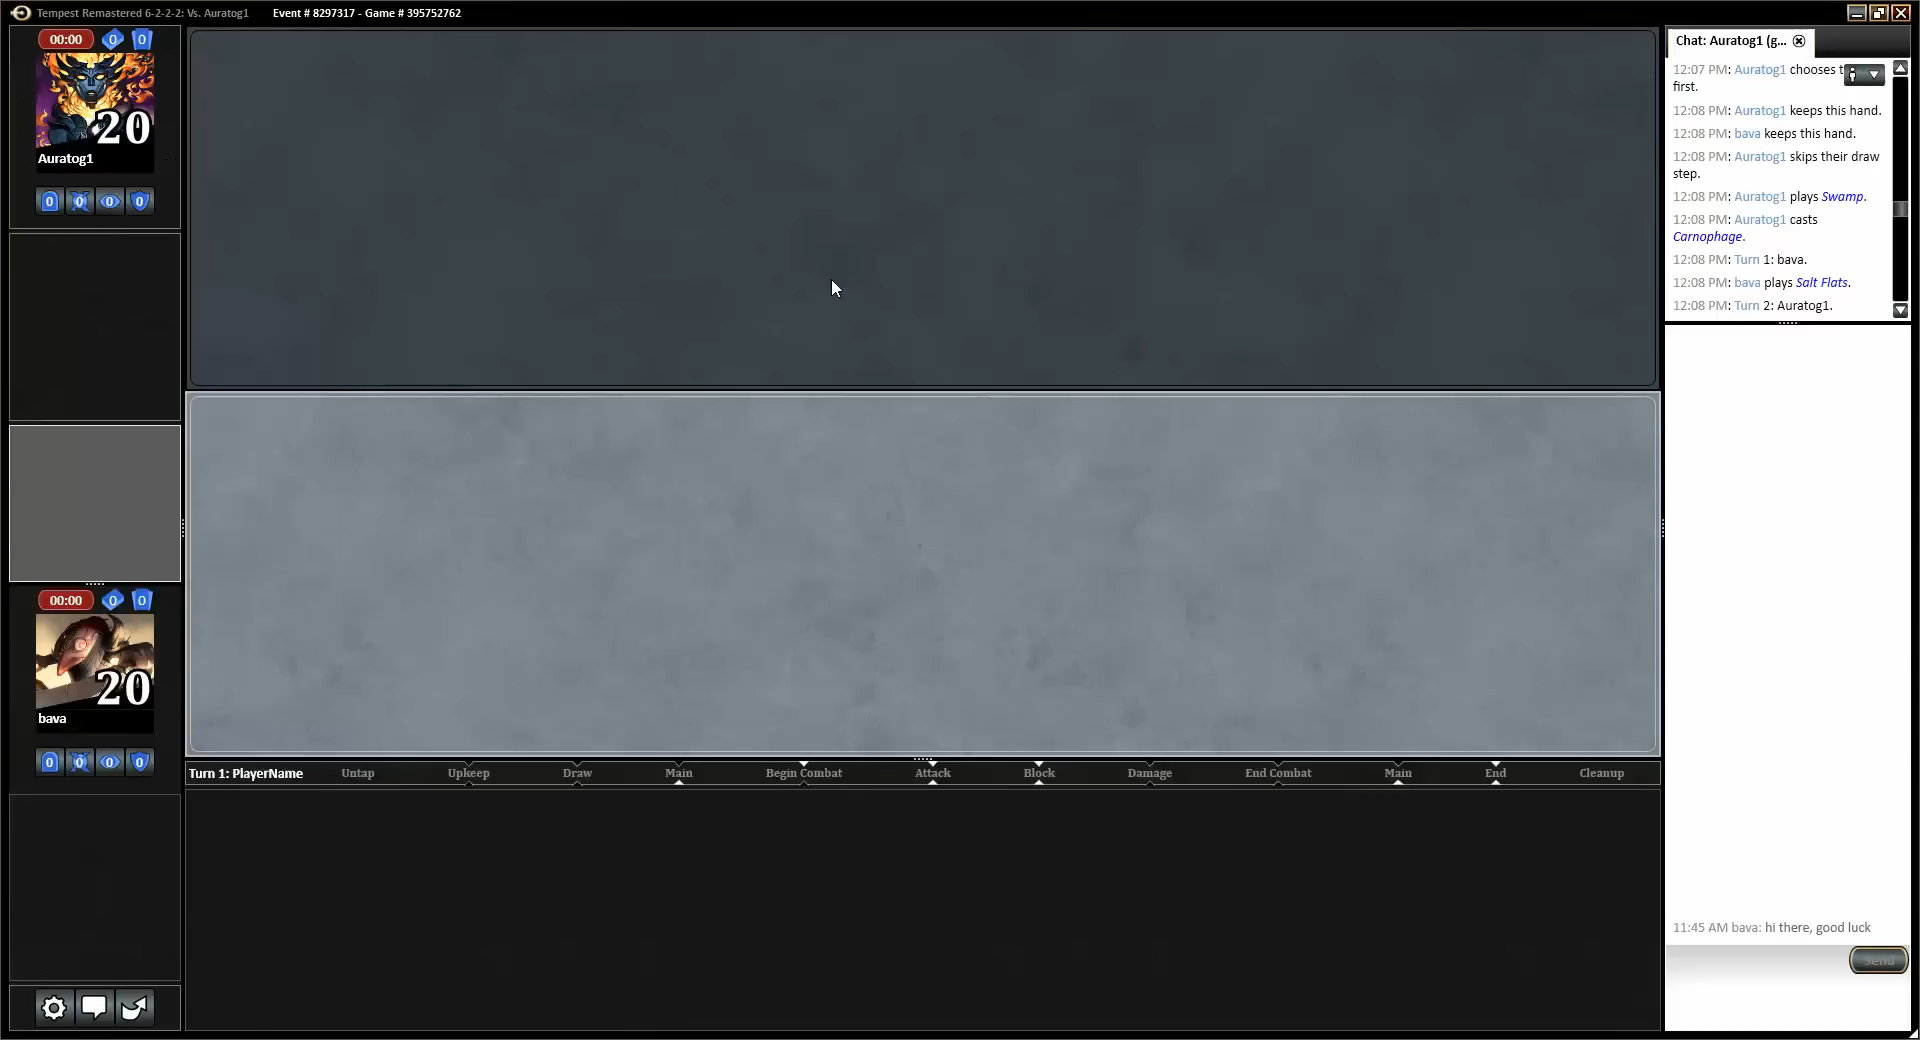 Tempest Remastered 6-2-2-2: Vs. Auratog1 Event # 8297317 - Game # 395752762
00:00 0 0
20
Auratog1
0 0 0 0
00:00 0 0
20
bava
0 0 0 0
Turn 1: PlayerName Untap Upkeep Draw Main Begin Combat Attack Block Damage End Combat Main End Cleanup
Chat: Auratog1 (g...
12:07 PM: Auratog1 chooses t
first.
12:08 PM: Auratog1 keeps this hand.
12:08 PM: bava keeps this hand.
12:08 PM: Auratog1 skips their draw
step.
12:08 PM: Auratog1 plays Swamp.
12:08 PM: Auratog1 casts
Carnophage.
12:08 PM: Turn 1: bava.
12:08 PM: bava plays Salt Flats.
12:08 PM: Turn 2: Auratog1.
11:45 AM bava: hi there, good luck
Send